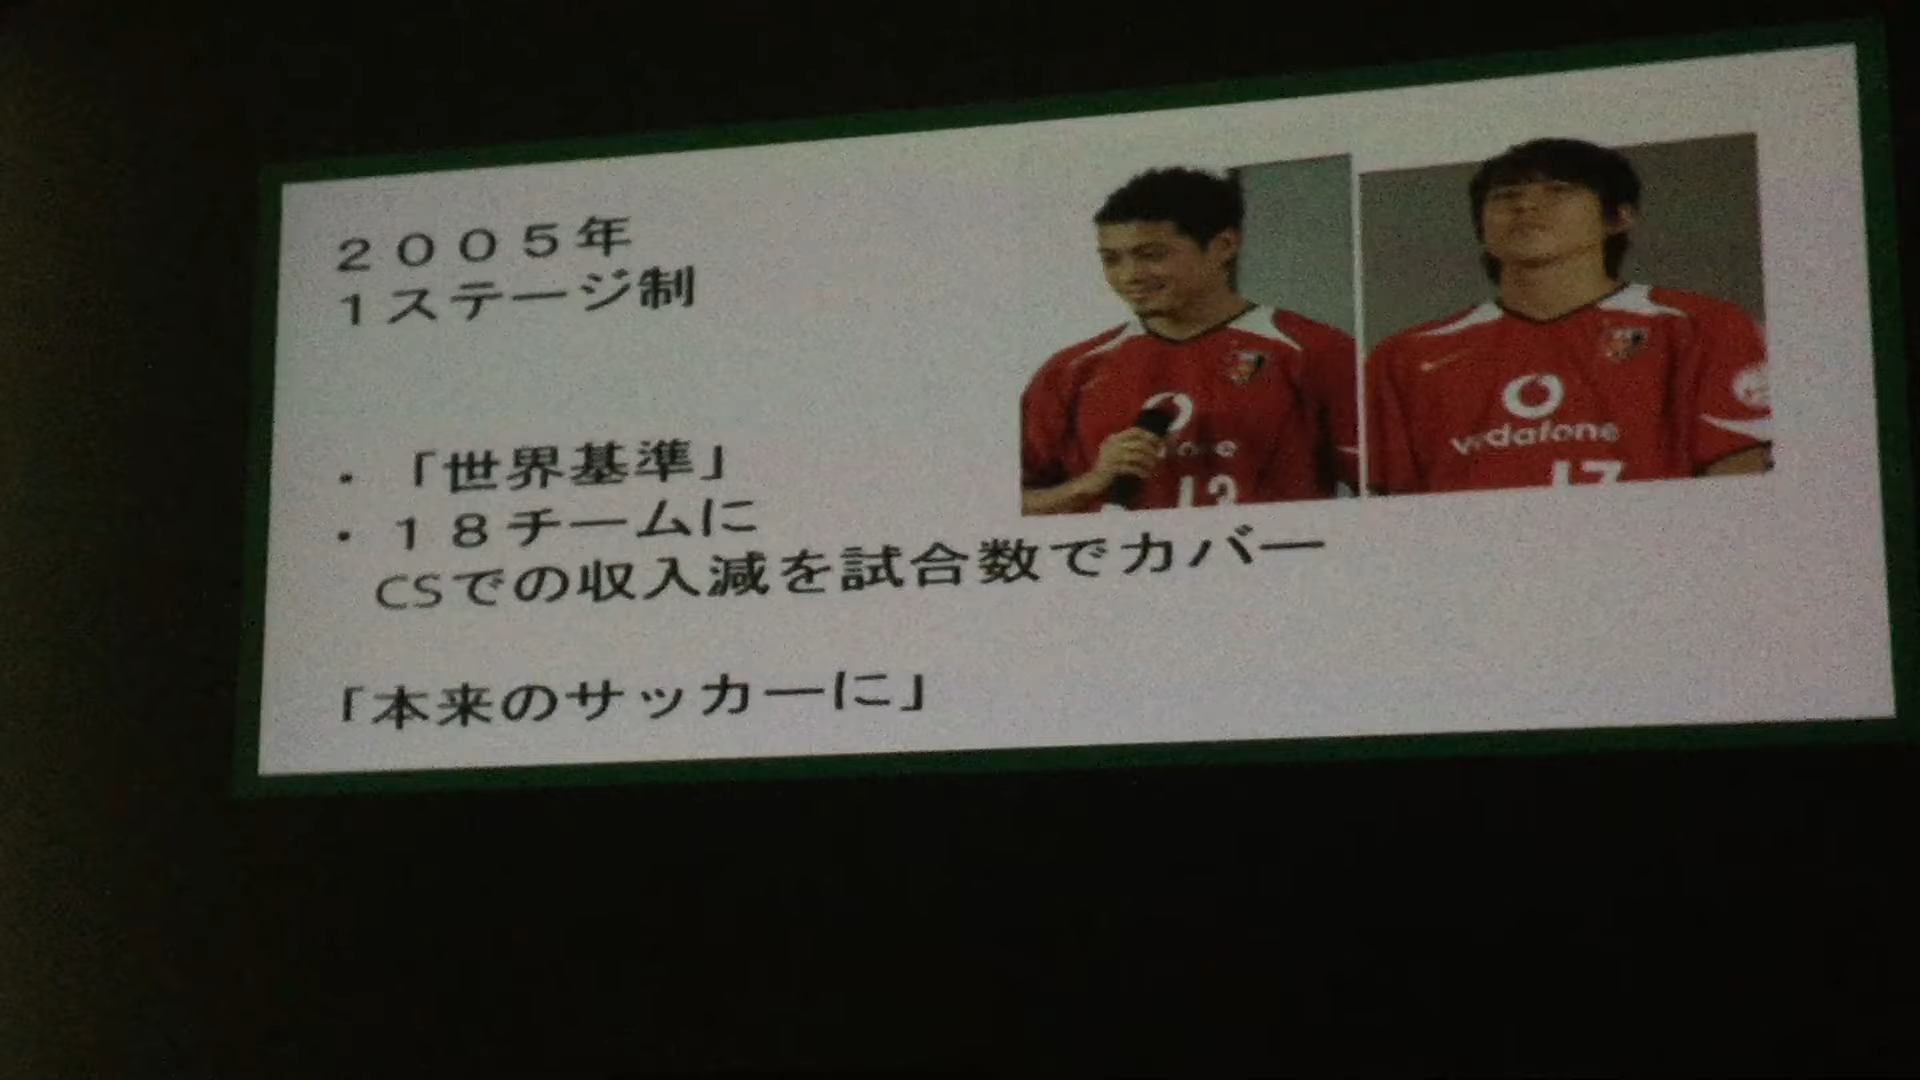 ２００５年
１ステージ制
・「世界基準」
・１８チームに
CSでの収入減を試合数でカバー
「本来のサッカーに」
vodafone
13
17